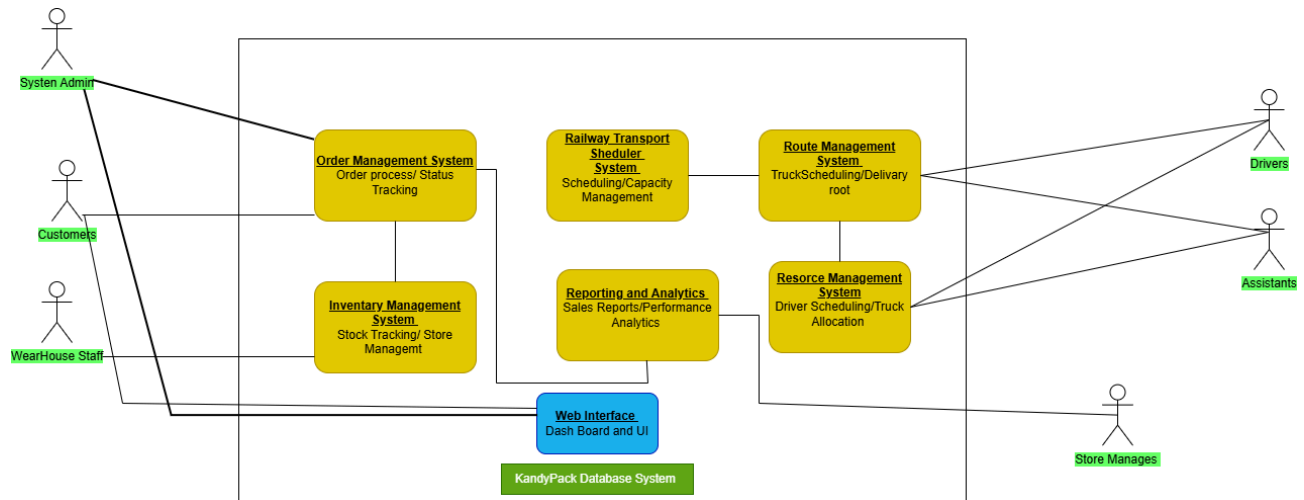 Systen Admin
Customers
WearHouse Staff
Order Management System
Order process/ Status
Tracking
Inventary Management
System
Stock Tracking/ Store
Managemt
Railway Transport
Sheduler
System
Scheduling/Capacity
Management
Reporting and Analytics
Sales Reports/Performance
Analytics
Web Interface
Dash Board and UI
KandyPack Database System
Route Management
System
TruckScheduling/Delivary
root
Resorce Management
System
Driver Scheduling/Truck
Allocation
Drivers
Assistants
Store Manages